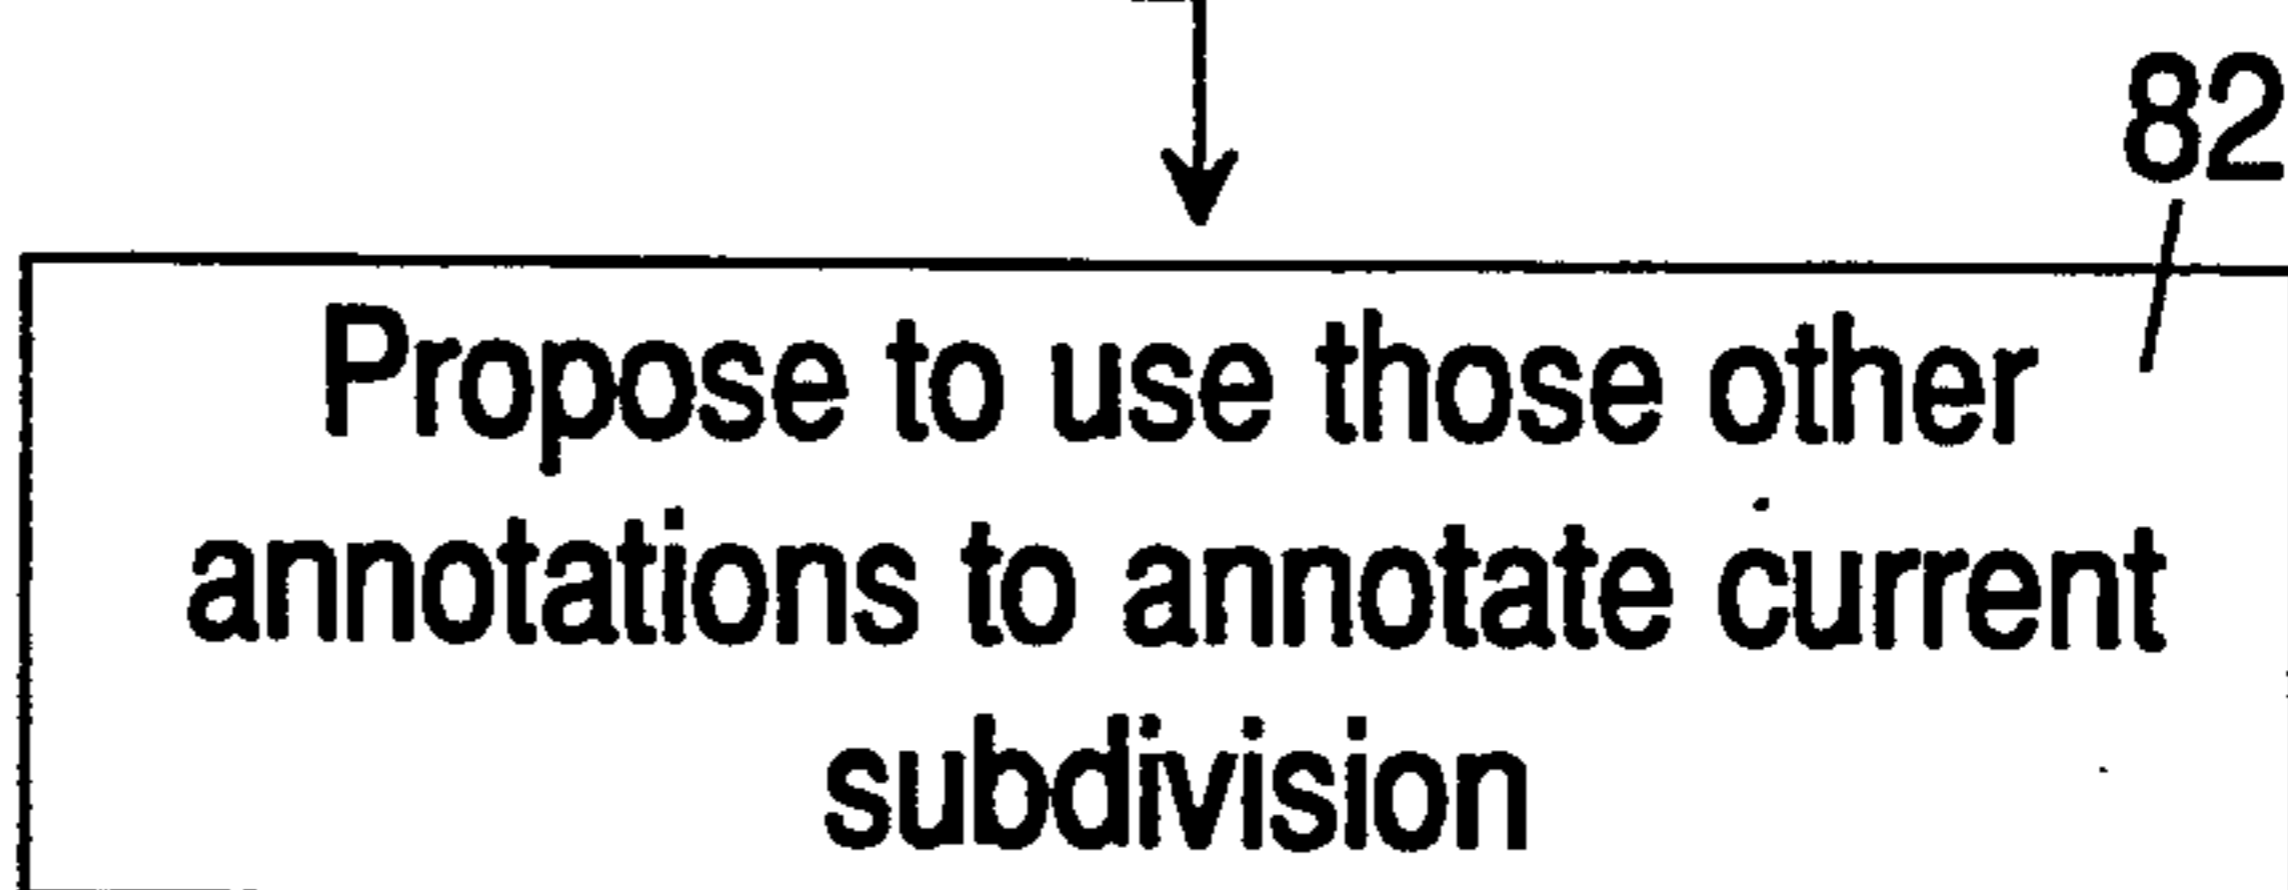 82
Propose to use those other
annotations to annotate current
subdivision